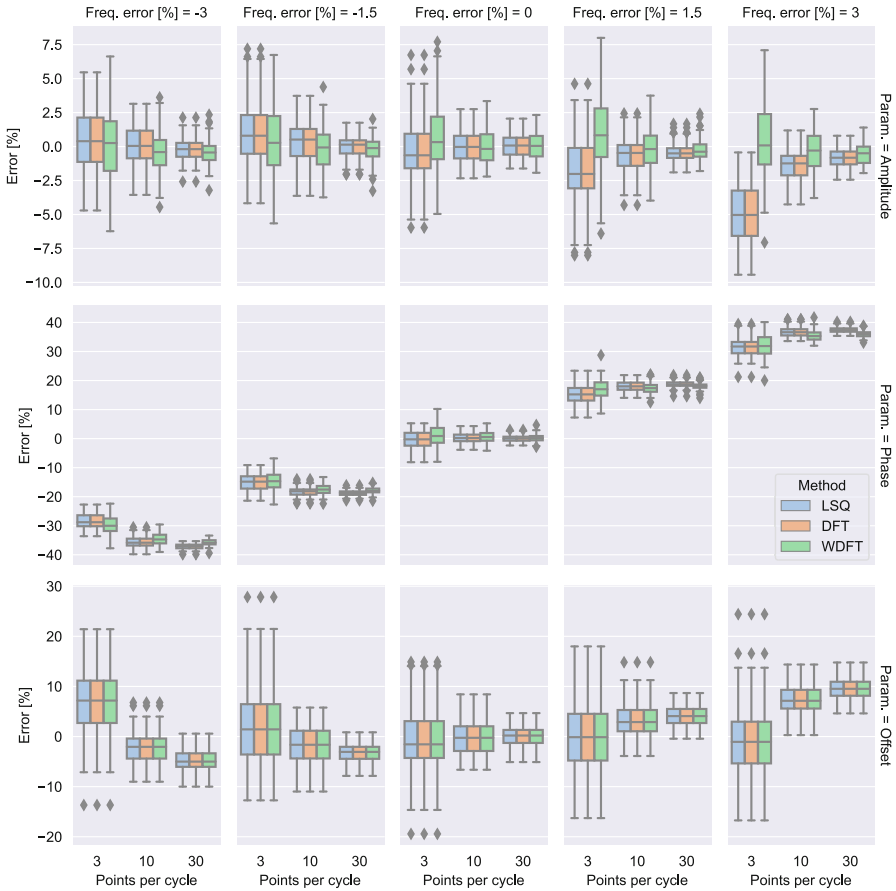 Freq. error [%] = -3 Freq. error [%] = -1.5 Freq. error [%] = 0 Freq. error [%] = 1.5 Freq. error [%] = 3
7.5
5.0
2.5
0.0
−2.5
−5.0
−7.5
−10.0
Error [%]
Param. = Amplitude
40
30
20
10
0
−10
−20
−30
−40
Error [%]
Param. = Phase
Method
LSQ
DFT
WDFT
30
20
10
0
−10
−20
Error [%]
Param. = Offset
3 10 30 3 10 30 3 10 30 3 10 30 3 10 30
Points per cycle Points per cycle Points per cycle Points per cycle Points per cycle